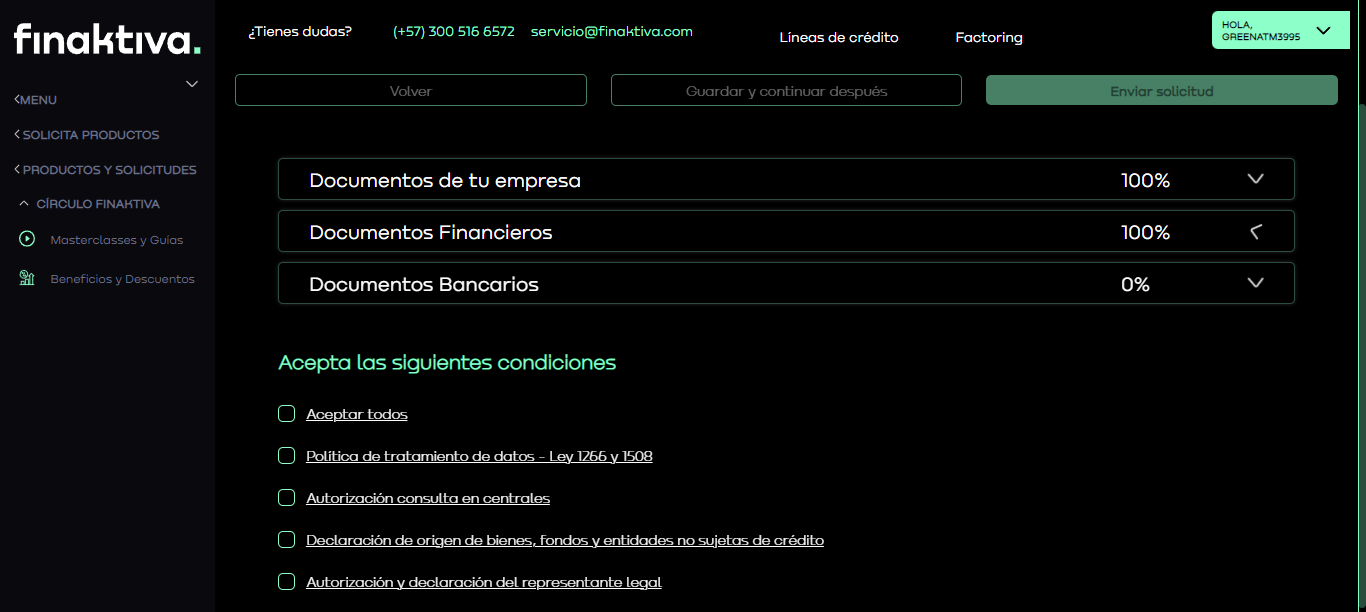 finaktiva.
¿Tienes dudas?
(+57) 300 516 6572
servicio@finaktiva.com
Líneas de crédito
Factoring
HOLA,
GREENATM3995
MENU
SOLICITA PRODUCTOS
PRODUCTOS Y SOLICITUDES
CÍRCULO FINAKTIVA
Masterclasses y Guías
Beneficios y Descuentos
Volver
Guardar y continuar después
Enviar solicitud
Documentos de tu empresa 100%
Documentos Financieros 100%
Documentos Bancarios 0%
Acepta las siguientes condiciones
Aceptar todos
Política de tratamiento de datos - Ley 1266 y 1508
Autorización consulta en centrales
Declaración de origen de bienes, fondos y entidades no sujetas de crédito
Autorización y declaración del representante legal